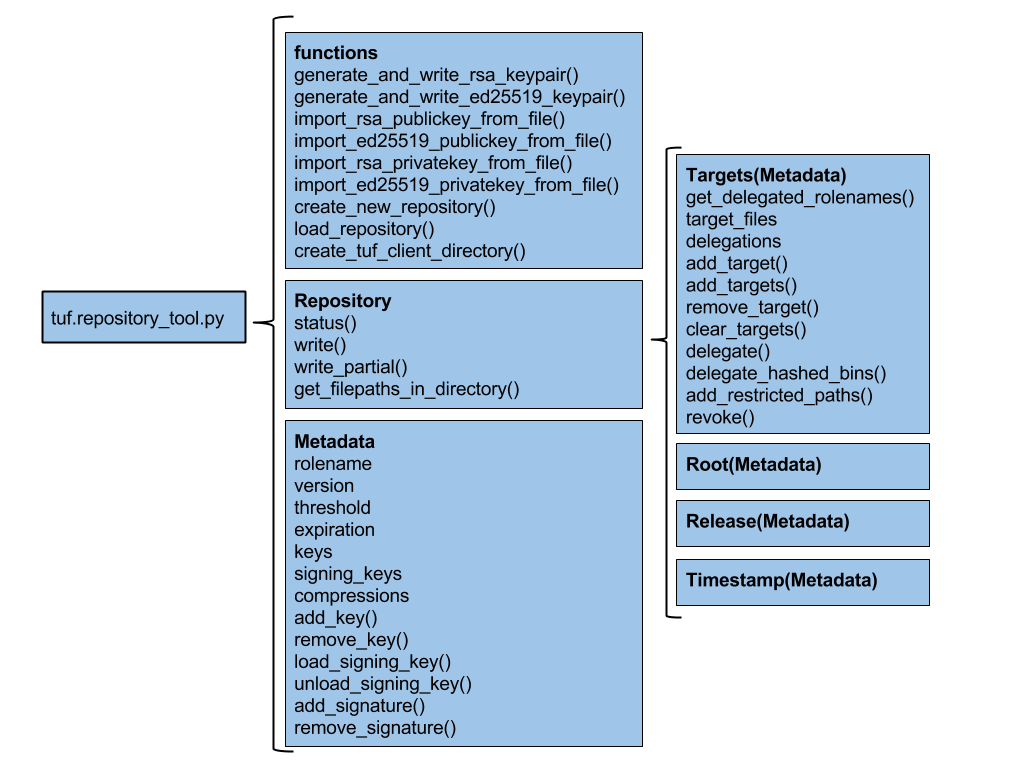 tuf.repository_tool.py
functions
generate_and_write_rsa_keypair()
generate_and_write_ed25519_keypair()
import_rsa_publickey_from_file()
import_ed25519_publickey_from_file()
import_rsa_privatekey_from_file()
import_ed25519_privatekey_from_file()
create_new_repository()
load_repository()
create_tuf_client_directory()
Repository
status()
write()
write_partial()
get_filepaths_in_directory()
Metadata
rolename
version
threshold
expiration
keys
signing_keys
compressions
add_key()
remove_key()
load_signing_key()
unload_signing_key()
add_signature()
remove_signature()
Targets(Metadata)
get_delegated_rolenames()
target_files
delegations
add_target()
add_targets()
remove_target()
clear_targets()
delegate()
delegate_hashed_bins()
add_restricted_paths()
revoke()
Root(Metadata)
Release(Metadata)
Timestamp(Metadata)